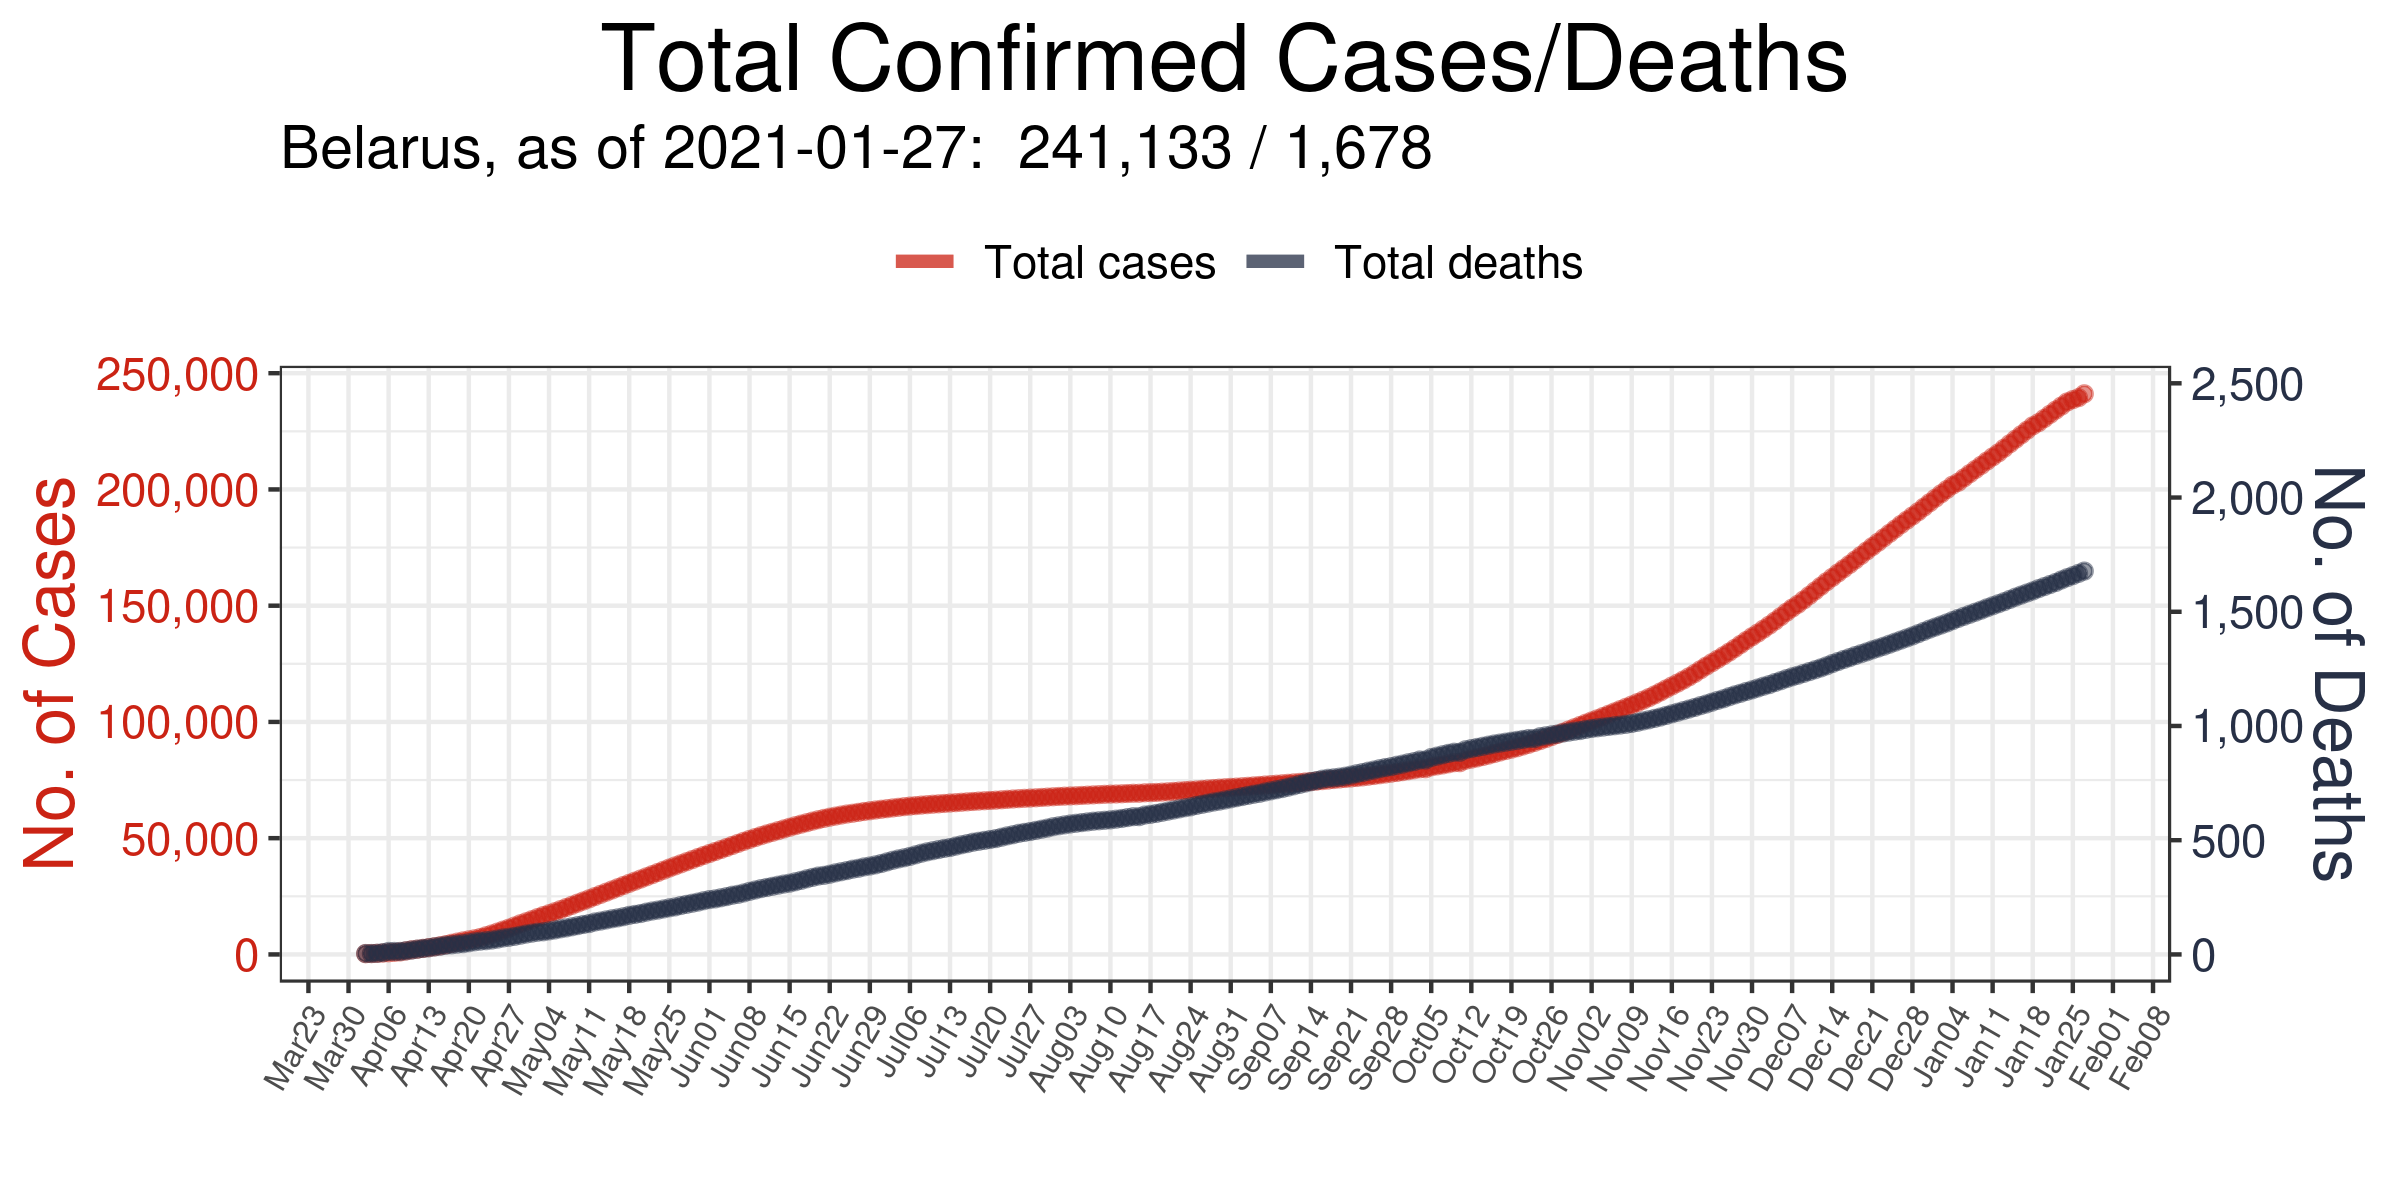 Total Confirmed Cases/Deaths
Belarus, as of 2021-01-27:  241,133 / 1,678
Total cases
Total deaths
No. of Cases
250,000
200,000
150,000
100,000
50,000
0
2,500
2,000
1,500
1,000
500
0
No. of Deaths
Mar23
Mar30
Apr06
Apr13
Apr20
Apr27
May04
May11
May18
May25
Jun01
Jun08
Jun15
Jun22
Jun29
Jul06
Jul13
Jul20
Jul27
Aug03
Aug10
Aug17
Aug24
Aug31
Sep07
Sep14
Sep21
Sep28
Oct05
Oct12
Oct19
Oct26
Nov02
Nov09
Nov16
Nov23
Nov30
Dec07
Dec14
Dec21
Dec28
Jan04
Jan11
Jan18
Jan25
Feb01
Feb08